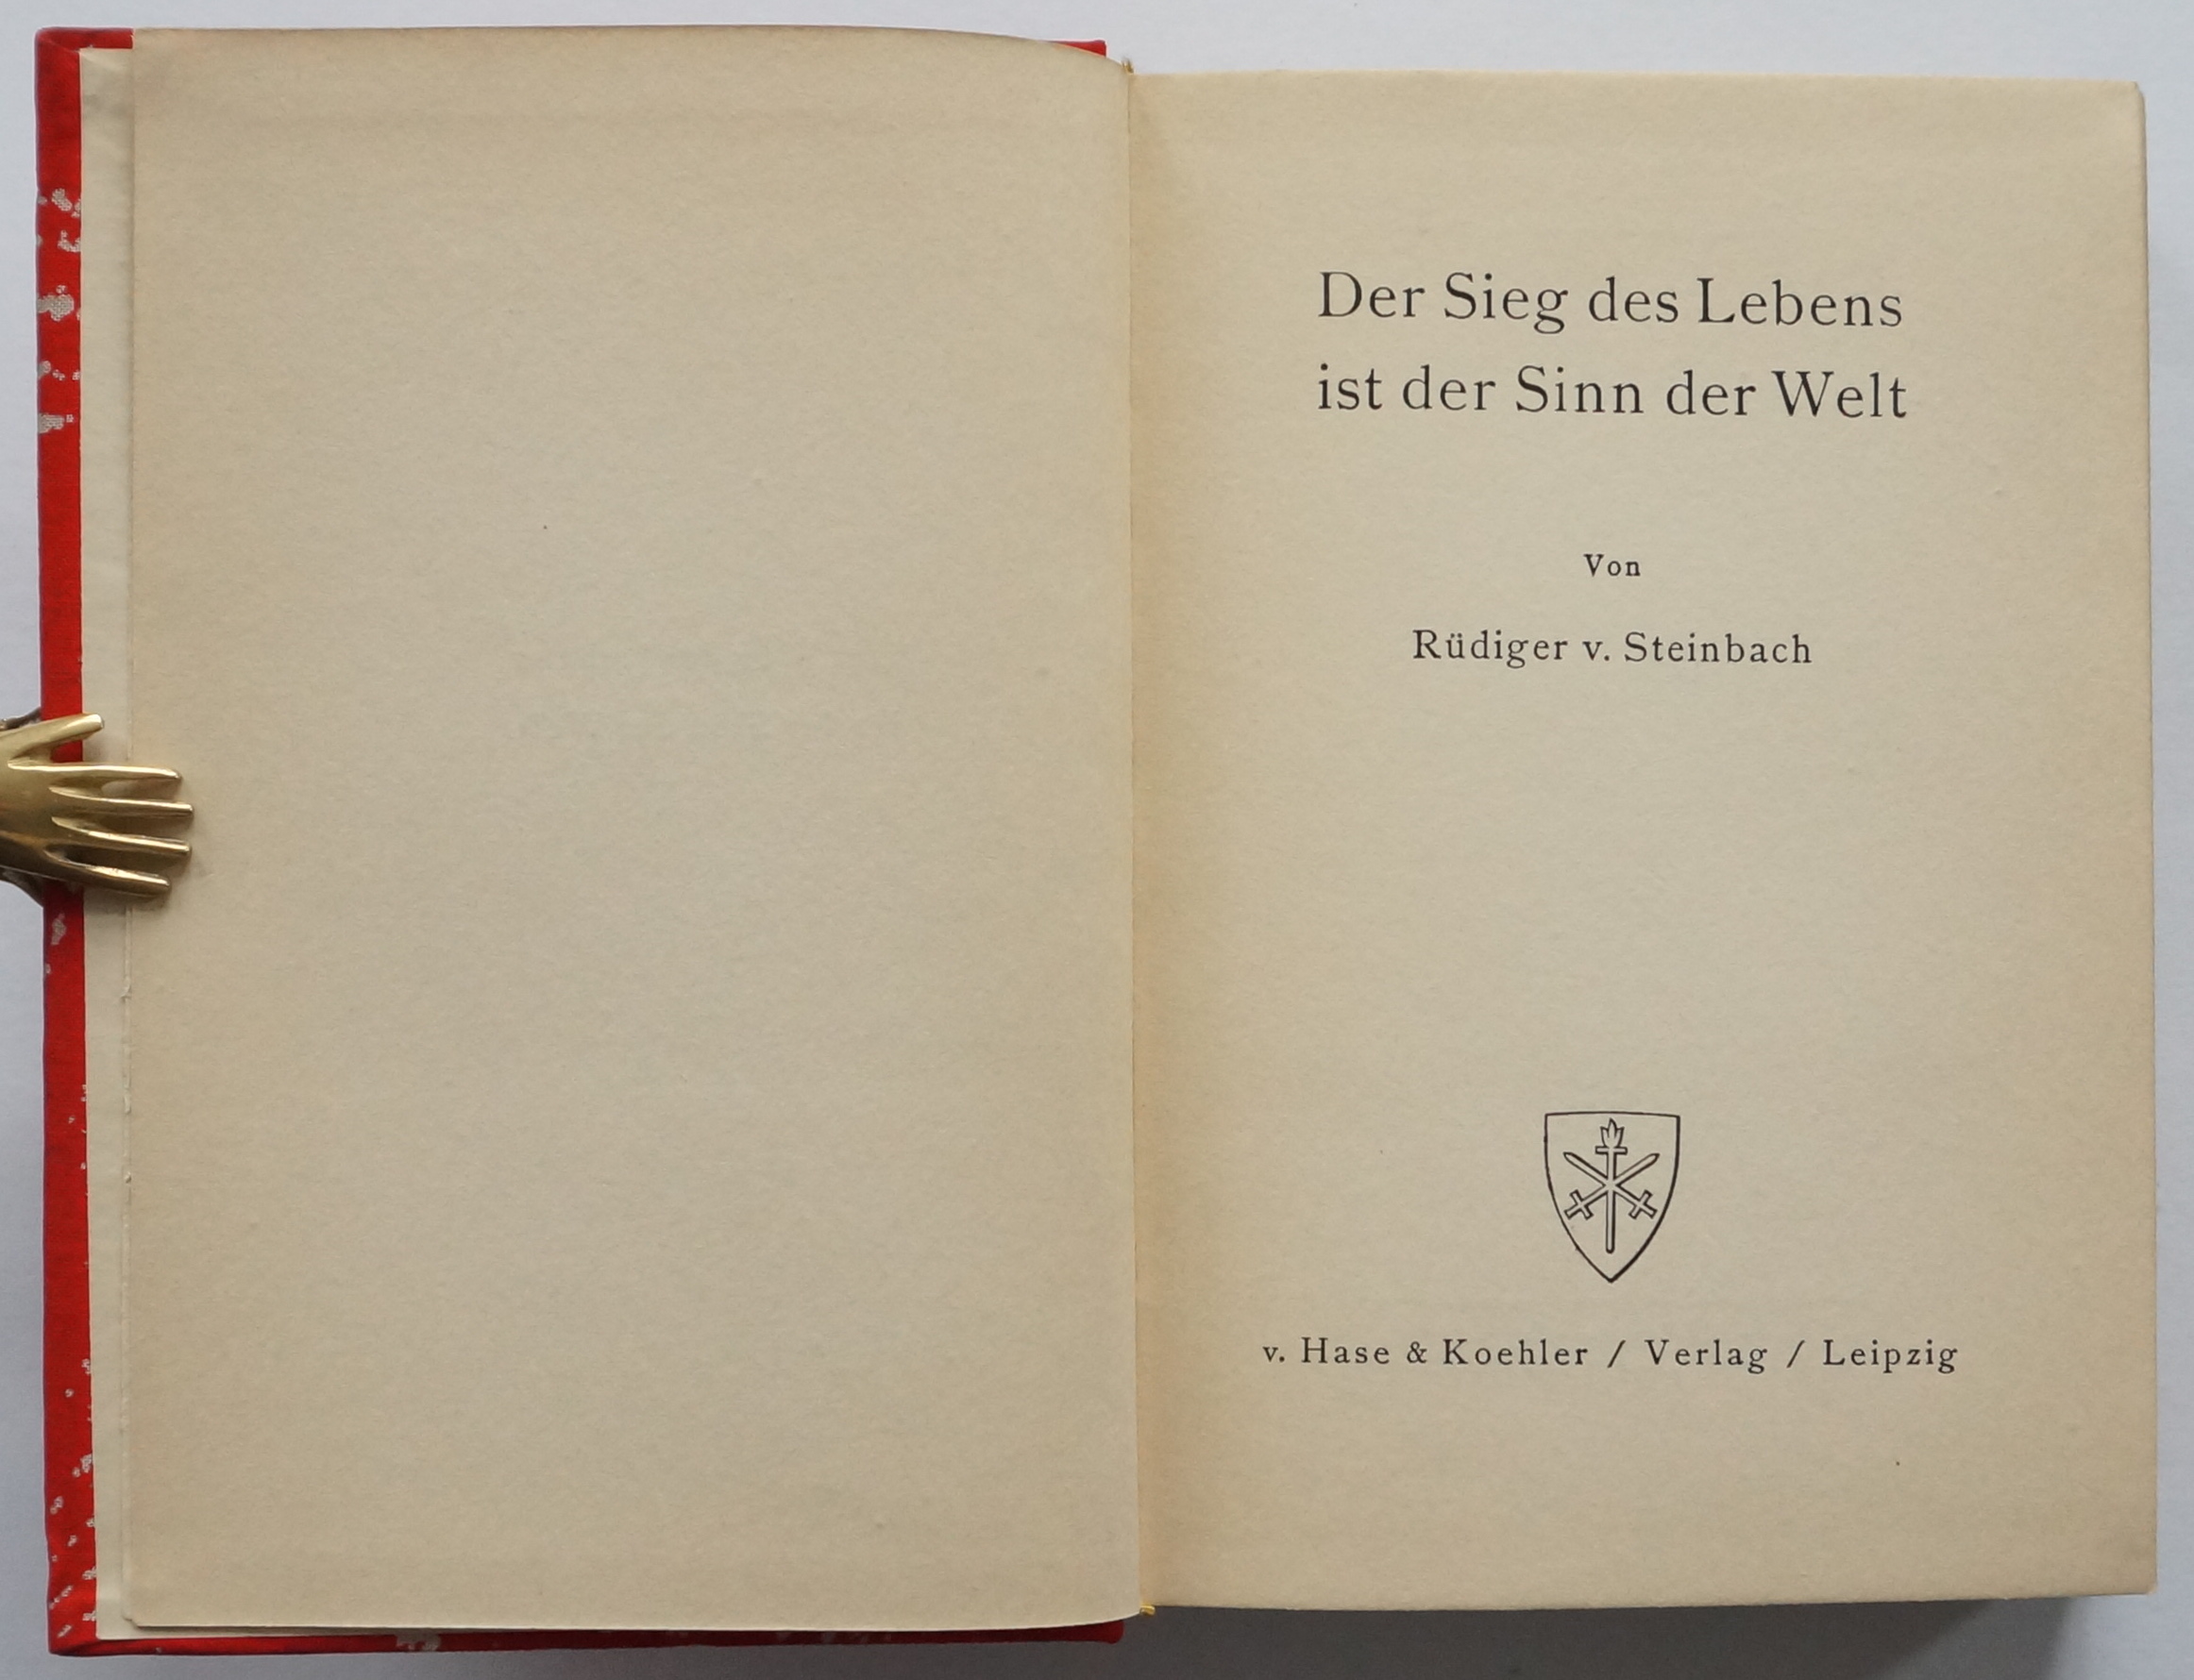 Der Sieg des Lebens
ist der Sinn der Welt
Von
Rüdiger v. Steinbach
v. Hase & Koehler / Verlag / Leipzig